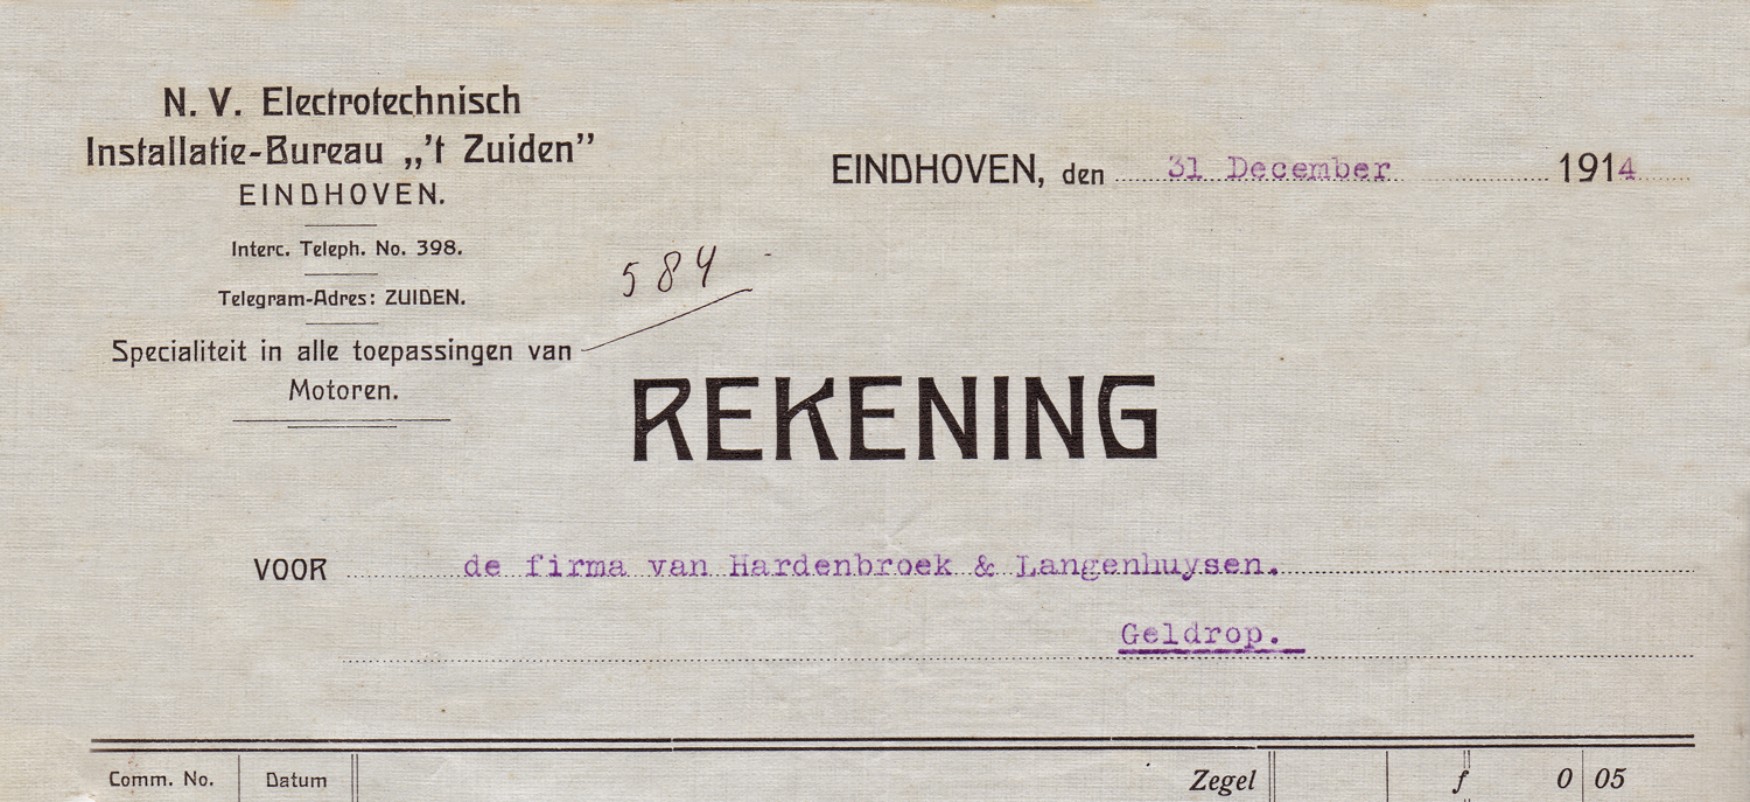 N. V. Electrotechnisch
Installatie-Bureau „'t Zuiden”
EINDHOVEN.
EINDHOVEN, den 31 December 1914
Interc. Teleph. No. 398.
584
Telegram-Adres: ZUIDEN.
Specialiteit in alle toepassingen van
Motoren.
REKENING
VOOR de firma van Hardenbroek & Langenhuysen.
Geldrop.
Comm. No. Datum Zegel f 0 05